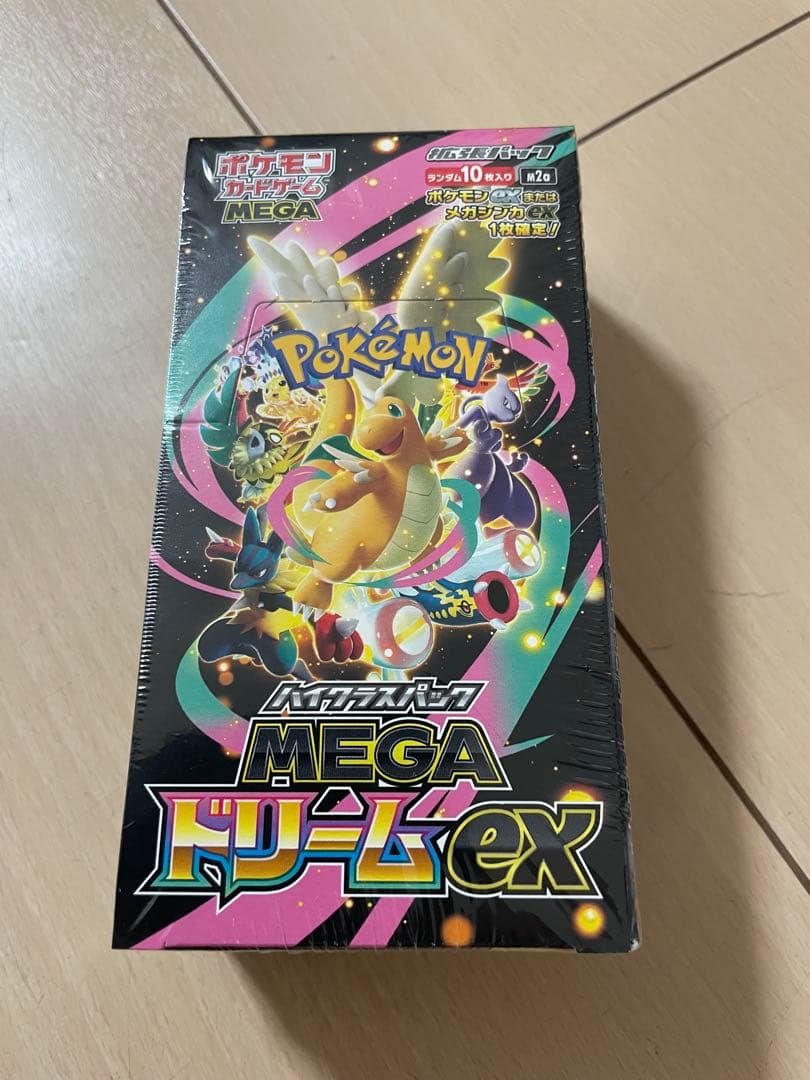 ポケモン
カードゲーム
MEGA
拡張パック
ランダム10枚入り M2a
ポケモンexまたは
メガシンカex
1枚確定!
POKéMON
TM
ハイクラスパック
MEGA
ドリームex